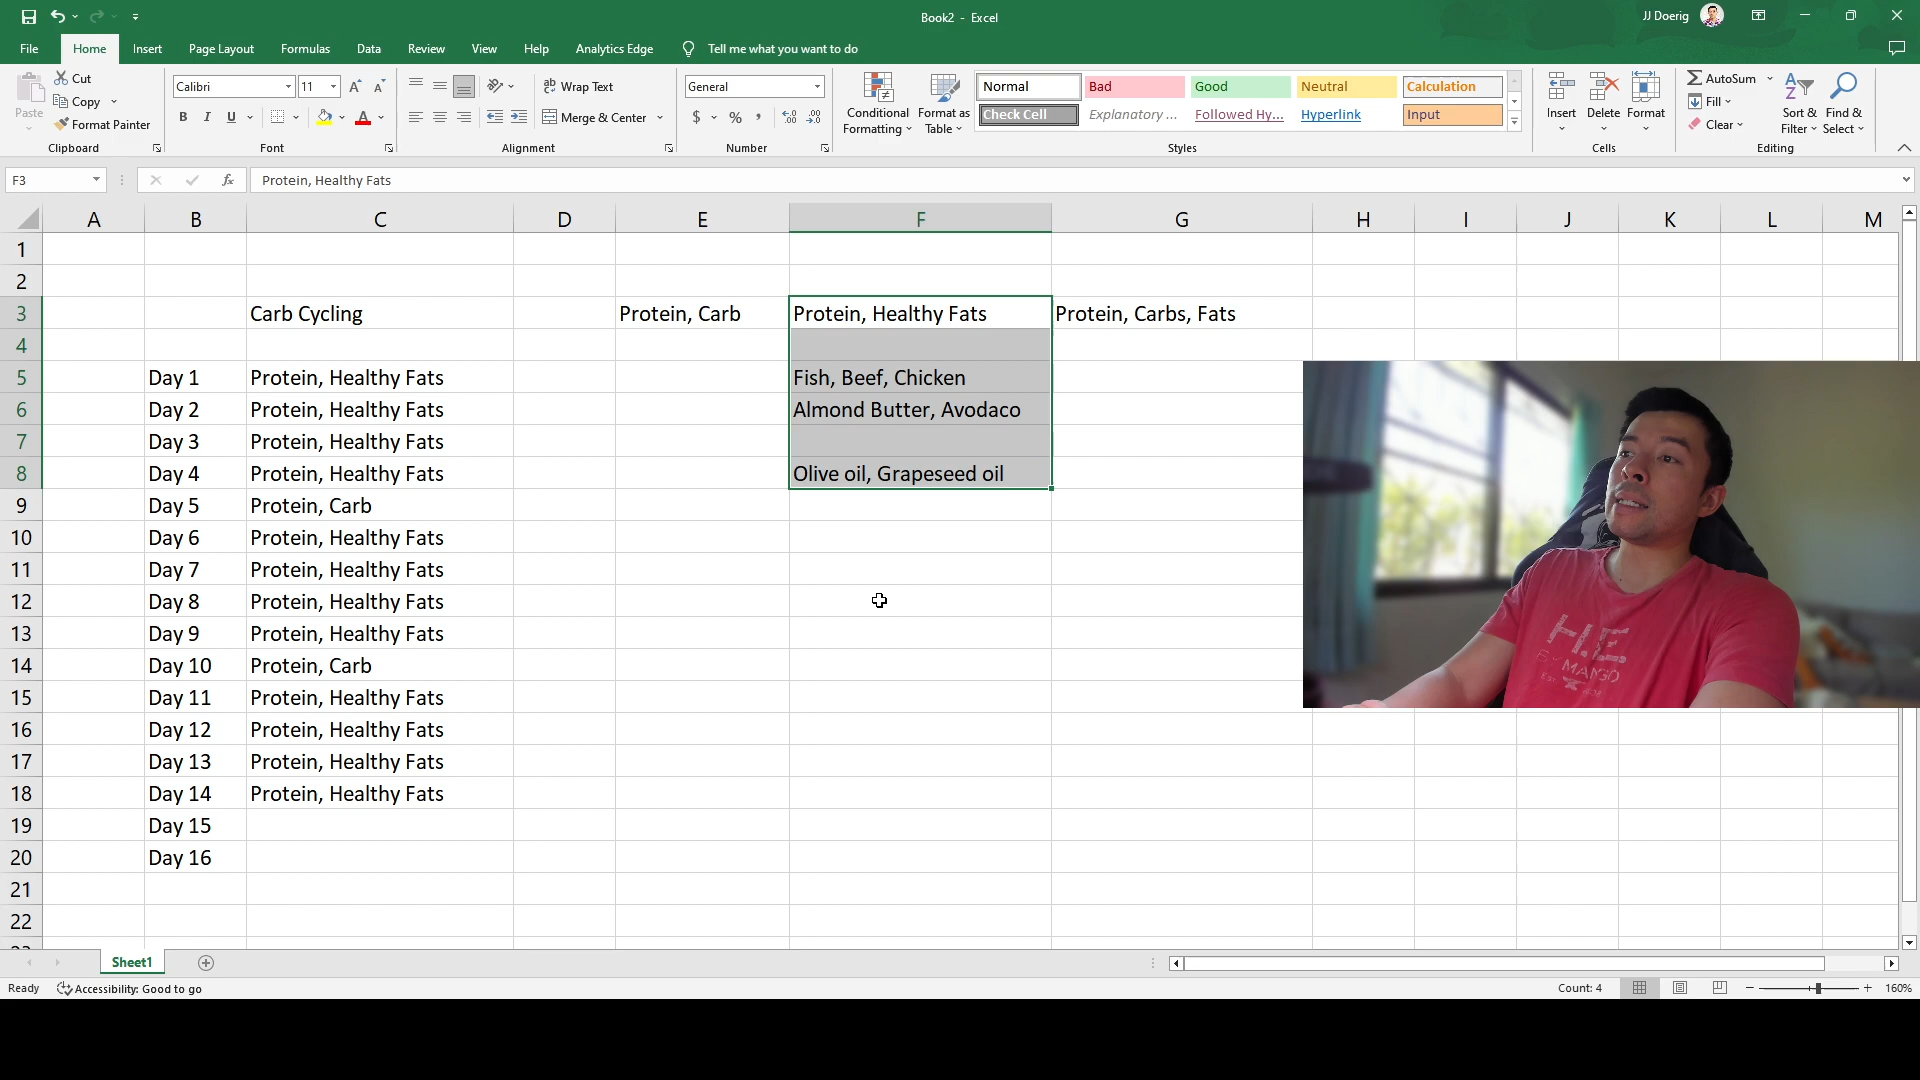 Book2 - Excel
JJ Doerig
File Home Insert Page Layout Formulas Data Review View Help Analytics Edge Tell me what you want to do
Paste
Cut
Copy
Format Painter
Clipboard
Calibri 11
B I U
Font
Wrap Text
Merge & Center
Alignment
General
$ % ,
Number
Conditional Formatting
Format as Table
Normal Bad Good Neutral Calculation
Check Cell Explanatory ... Followed Hy... Hyperlink Input
Styles
Insert Delete Format
Cells
AutoSum
Fill
Clear
Sort & Filter
Find & Select
Editing
F3 fx Protein, Healthy Fats
A B C D E F G H I J K L M
1
2
3 Carb Cycling Protein, Carb Protein, Healthy Fats Protein, Carbs, Fats
4
5 Day 1 Protein, Healthy Fats Fish, Beef, Chicken
6 Day 2 Protein, Healthy Fats Almond Butter, Avodaco
7 Day 3 Protein, Healthy Fats
8 Day 4 Protein, Healthy Fats Olive oil, Grapeseed oil
9 Day 5 Protein, Carb
10 Day 6 Protein, Healthy Fats
11 Day 7 Protein, Healthy Fats
12 Day 8 Protein, Healthy Fats
13 Day 9 Protein, Healthy Fats
14 Day 10 Protein, Carb
15 Day 11 Protein, Healthy Fats
16 Day 12 Protein, Healthy Fats
17 Day 13 Protein, Healthy Fats
18 Day 14 Protein, Healthy Fats
19 Day 15
20 Day 16
21
22
H.E.
MANGO
Sheet1
Ready Accessibility: Good to go Count: 4 160%